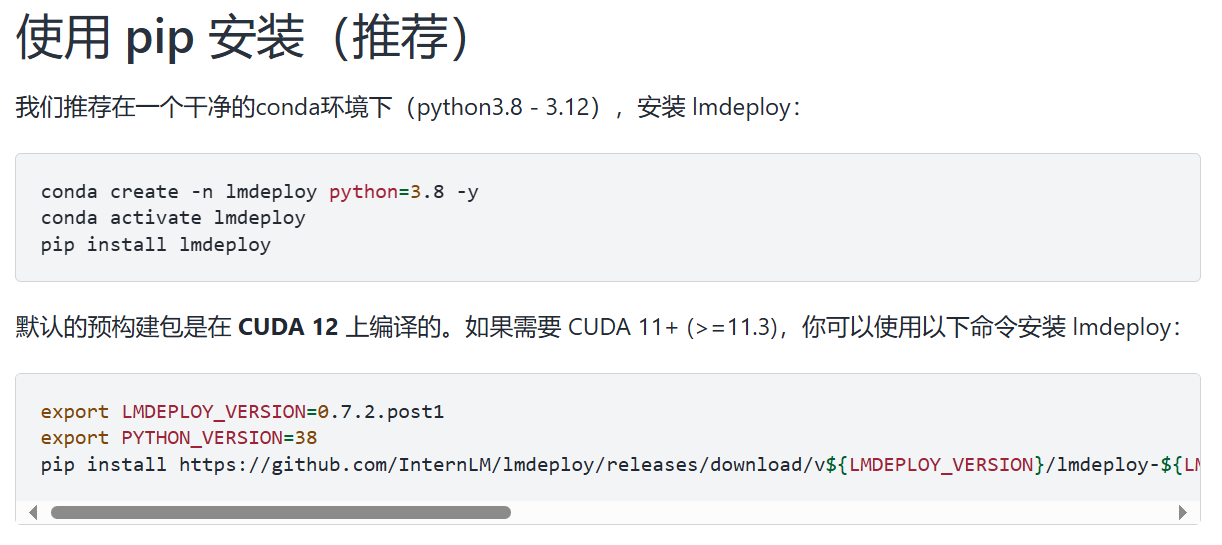 使用 pip 安装（推荐）
我们推荐在一个干净的conda环境下（python3.8 - 3.12），安装 lmdeploy：
conda create -n lmdeploy python=3.8 -y
conda activate lmdeploy
pip install lmdeploy
默认的预构建包是在 CUDA 12 上编译的。如果需要 CUDA 11+ (>=11.3)，你可以使用以下命令安装 lmdeploy：
export LMDEPLOY_VERSION=0.7.2.post1
export PYTHON_VERSION=38
pip install https://github.com/InternLM/lmdeploy/releases/download/v${LMDEPLOY_VERSION}/lmdeploy-${LM